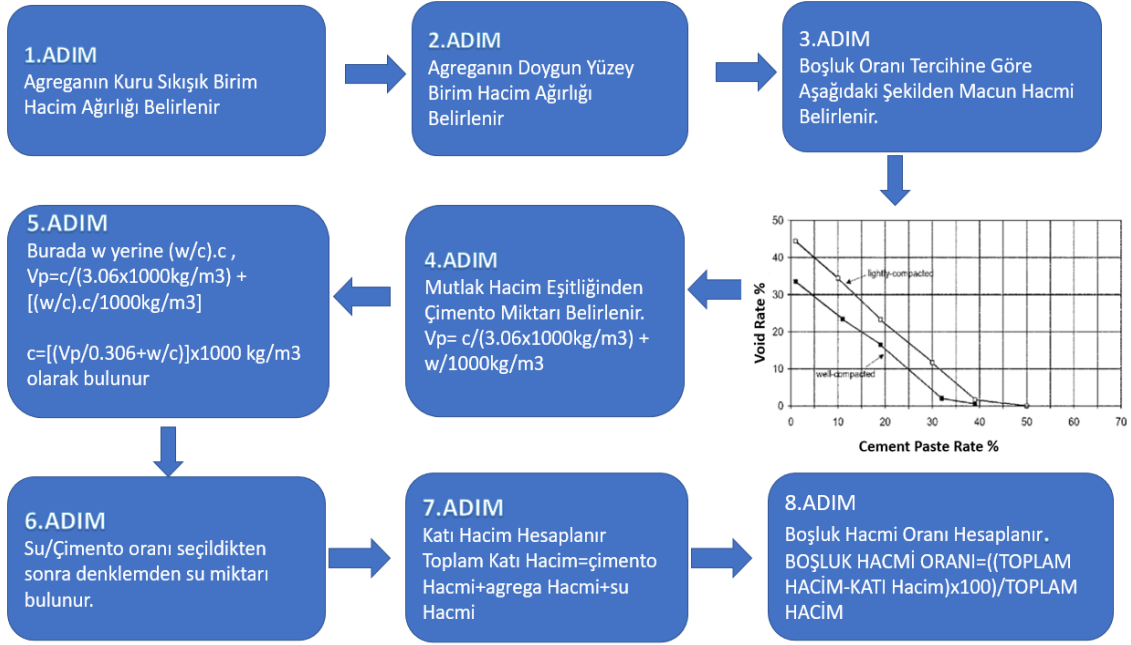 1.ADIM
Agreganın Kuru Sıkışık Birim
Hacim Ağırlığı Belirlenir
2.ADIM
Agreganın Doygun Yüzey
Birim Hacim Ağırlığı
Belirlenir
3.ADIM
Boşluk Oranı Tercihine Göre
Aşağıdaki Şekilden Macun Hacmi
Belirlenir.
50
40
30
20
10
0
Void Rate %
lightly-compacted
well-compacted
0 10 20 30 40 50 60 70
Cement Paste Rate %
4.ADIM
Mutlak Hacim Eşitliğinden
Çimento Miktarı Belirlenir.
Vp= c/(3.06x1000kg/m3) +
w/1000kg/m3
5.ADIM
Burada w yerine (w/c).c ,
Vp=c/(3.06x1000kg/m3) +
[(w/c).c/1000kg/m3]
c=[(Vp/0.306+w/c)]x1000 kg/m3
olarak bulunur
6.ADIM
Su/Çimento oranı seçildikten
sonra denklemden su miktarı
bulunur.
7.ADIM
Katı Hacim Hesaplanır
Toplam Katı Hacim=çimento
Hacmi+agrega Hacmi+su
Hacmi
8.ADIM
Boşluk Hacmi Oranı Hesaplanır.
BOŞLUK HACMİ ORANI=((TOPLAM
HACİM-KATI Hacim)x100)/TOPLAM
HACİM